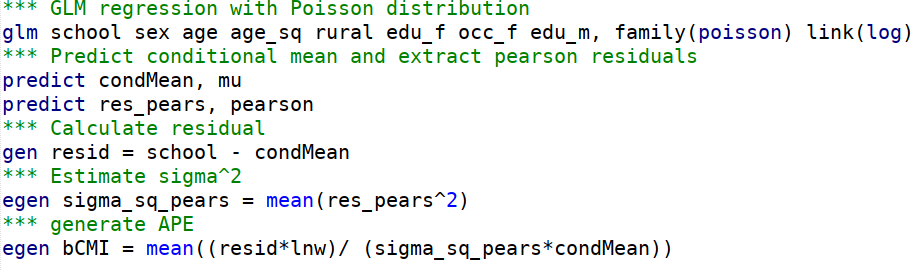 *** GLM regression with Poisson distribution
glm school sex age age_sq rural edu_f occ_f edu_m, family(poisson) link(log)
*** Predict conditional mean and extract pearson residuals
predict condMean, mu
predict res_pears, pearson
*** Calculate residual
gen resid = school - condMean
*** Estimate sigma^2
egen sigma_sq_pears = mean(res_pears^2)
*** generate APE
egen bCMI = mean((resid*lnw)/ (sigma_sq_pears*condMean))